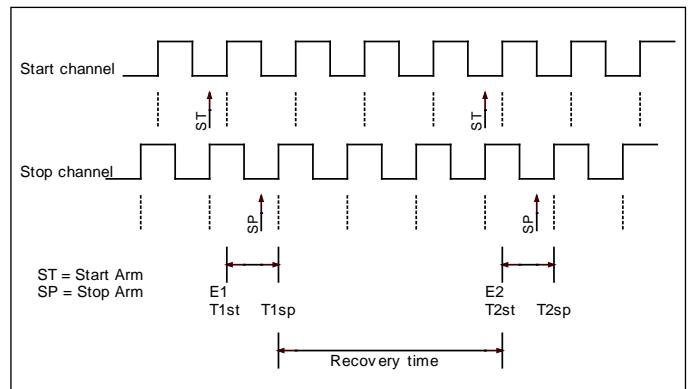 Start channel
ST
ST
Stop channel
SP
SP
ST = Start Arm
SP = Stop Arm
E1
T1st
T1sp
E2
T2st
T2sp
Recovery time